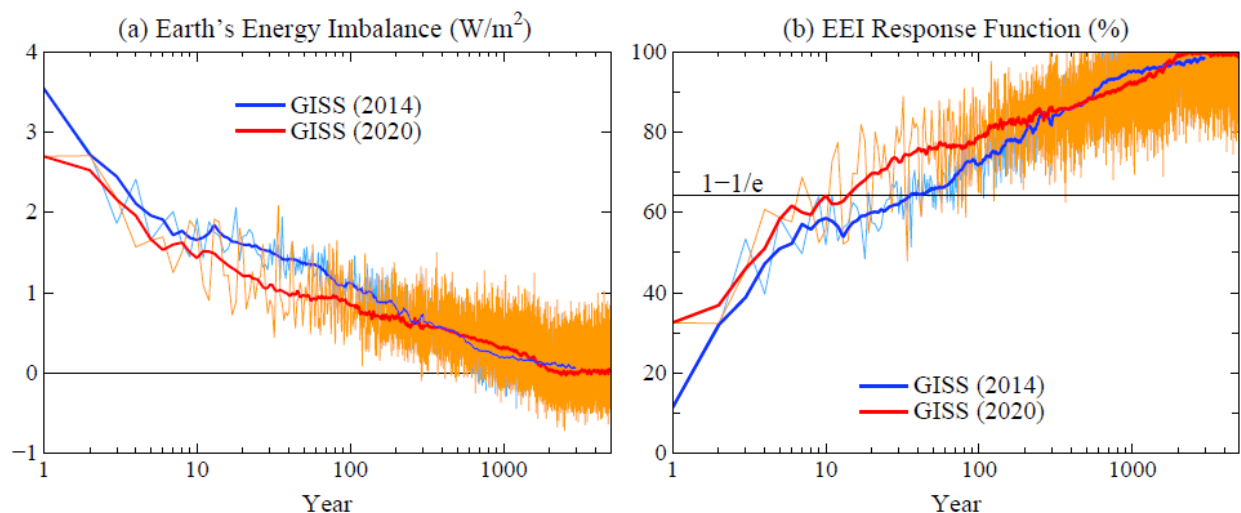 (a) Earth's Energy Imbalance (W/m²)
4
3
2
1
0
−1
GISS (2014)
GISS (2020)
1
10
100
1000
Year
(b) EEI Response Function (%)
100
80
60
40
20
0
1−1/e
GISS (2014)
GISS (2020)
1
10
100
1000
Year